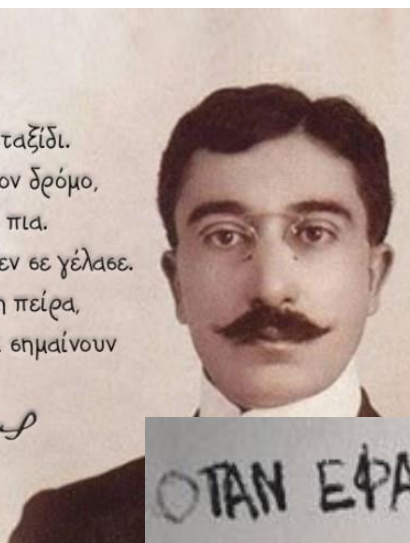 ταξίδι.
ον δρόμο,
πια.
εν σε γέλασε.
η πείρα,
σημαίνουν
ΟΤΑΝ ΕΦΑ